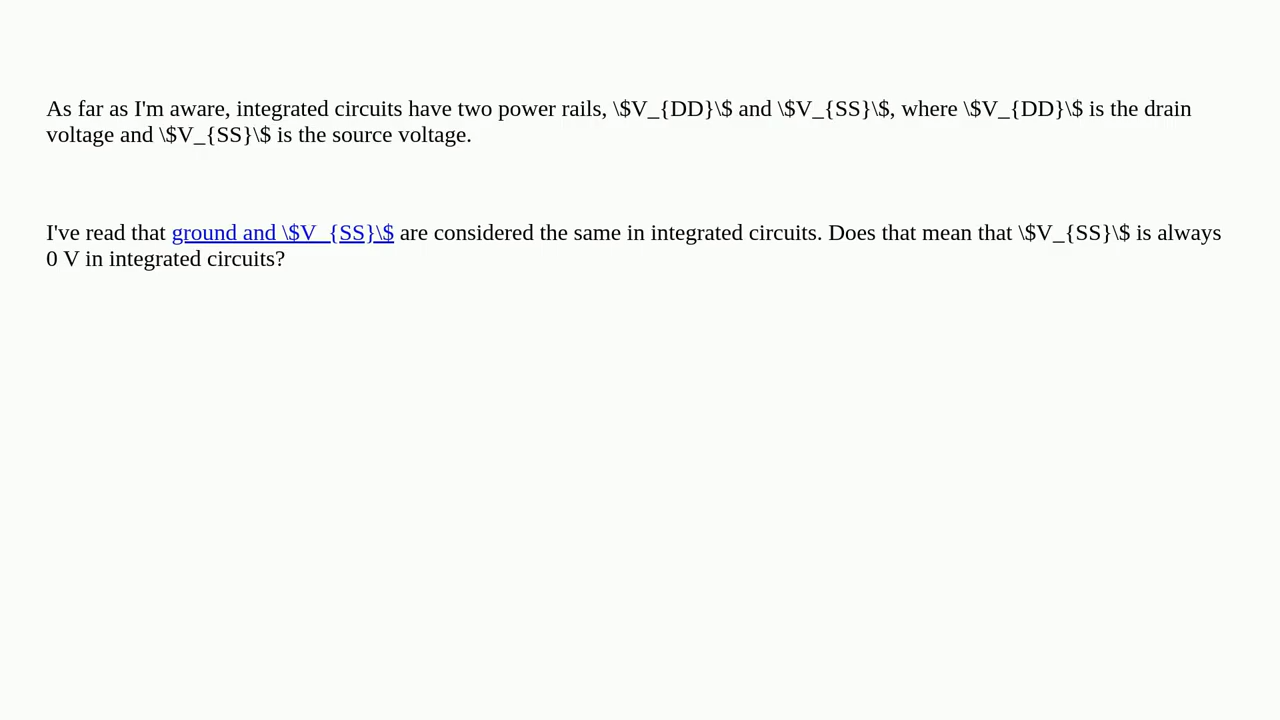 As far as I'm aware, integrated circuits have two power rails, \$V_{DD}\$ and \$V_{SS}\$, where \$V_{DD}\$ is the drain
voltage and \$V_{SS}\$ is the source voltage.
I've read that ground and \$V_{SS}\$ are considered the same in integrated circuits. Does that mean that \$V_{SS}\$ is always
0 V in integrated circuits?